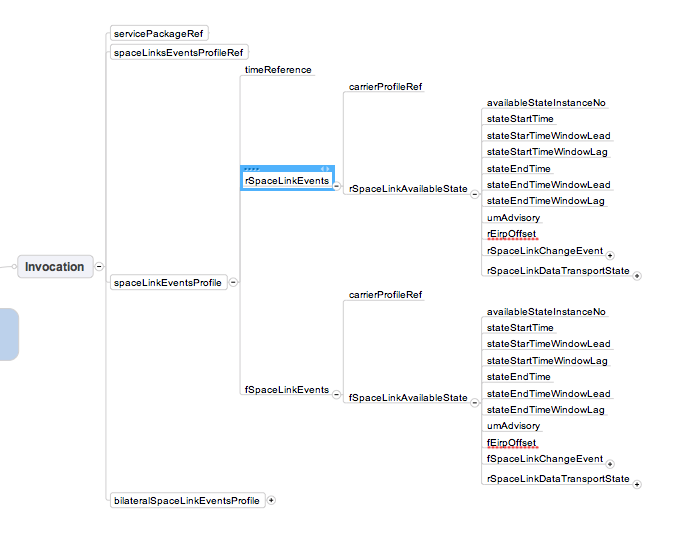 servicePackageRef
spaceLinksEventsProfileRef
timeReference
carrierProfileRef
availableStateInstanceNo
stateStartTime
stateStarTimeWindowLead
stateStartTimeWindowLag
stateEndTime
rSpaceLinkEvents
rSpaceLinkAvailableState
stateEndTimeWindowLead
stateEndTimeWindowLag
umAdvisory
rEirpOffset
rSpaceLinkChangeEvent
Invocation
rSpaceLinkDataTransportState
spaceLinkEventsProfile
carrierProfileRef
availableStateInstanceNo
stateStartTime
stateStarTimeWindowLead
stateStartTimeWindowLag
stateEndTime
fSpaceLinkEvents
fSpaceLinkAvailableState
stateEndTimeWindowLead
stateEndTimeWindowLag
umAdvisory
fEirpOffset
fSpaceLinkChangeEvent
rSpaceLinkDataTransportState
bilateralSpaceLinkEventsProfile